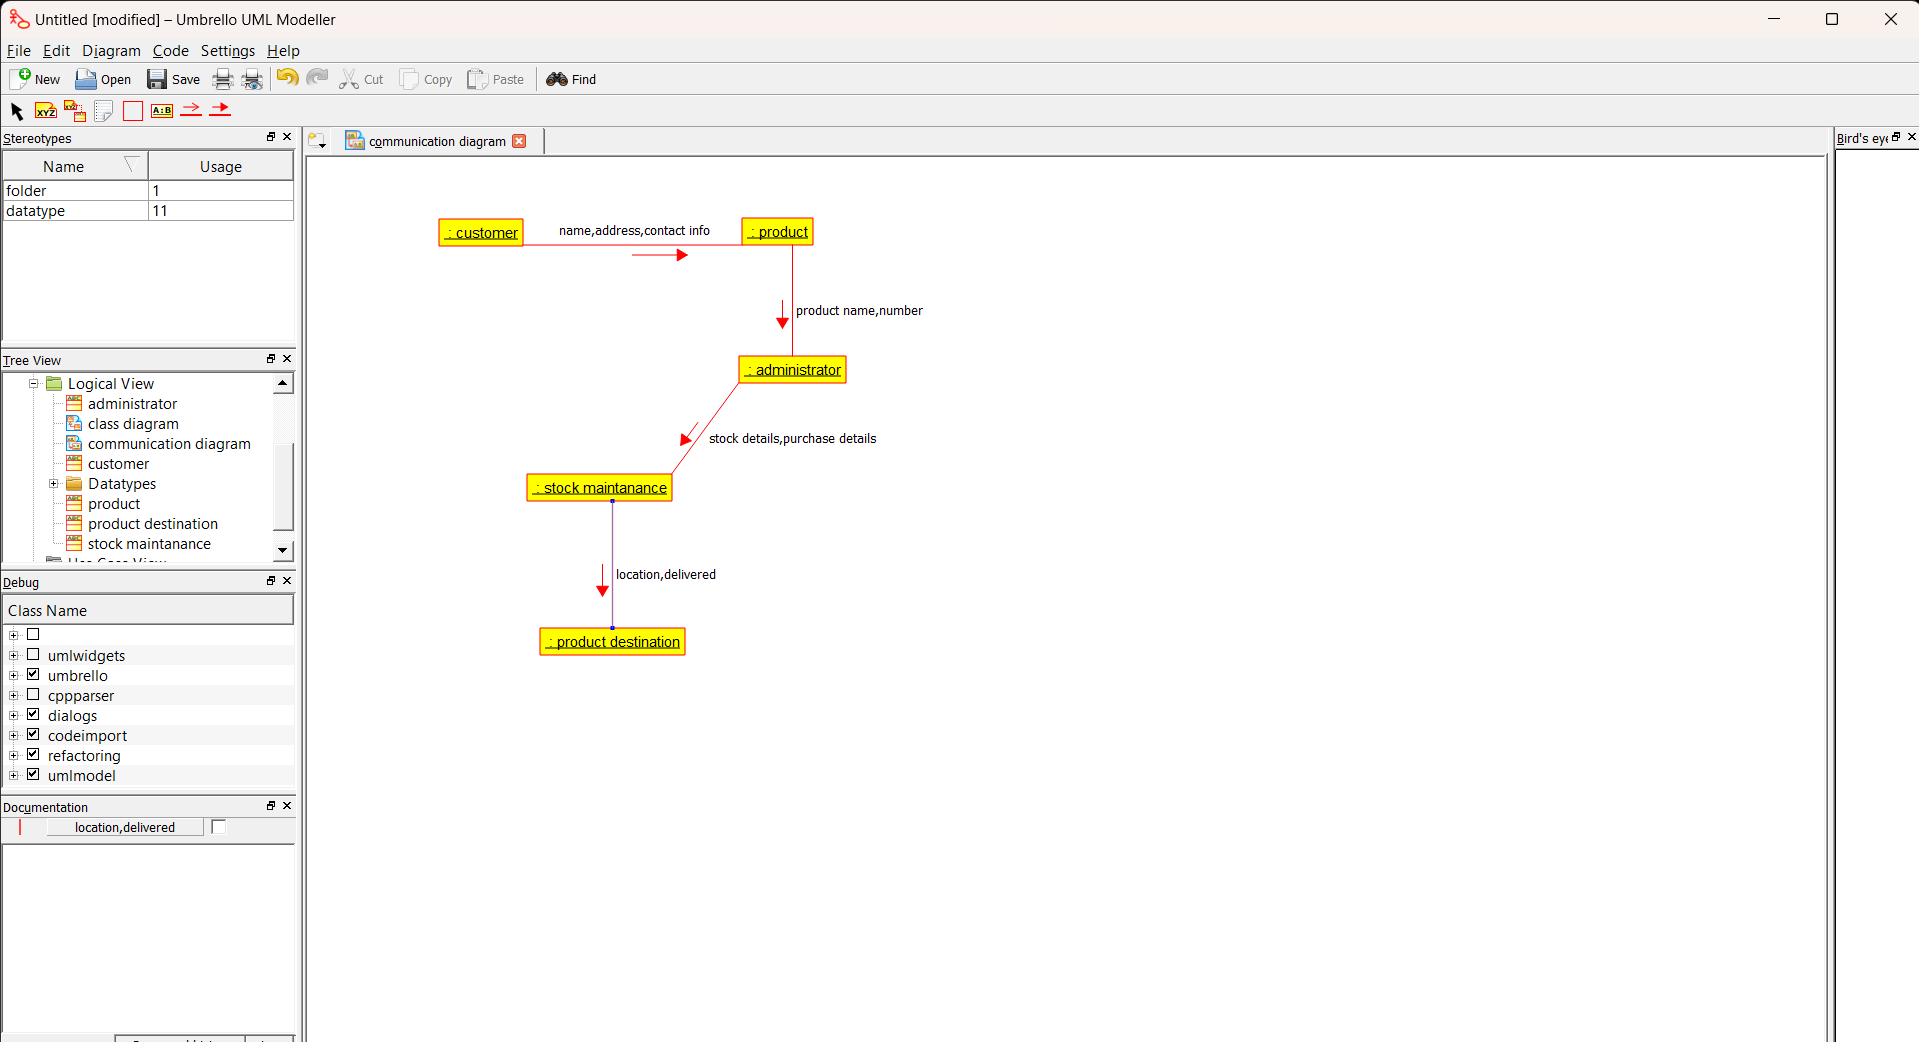 Untitled [modified] – Umbrello UML Modeller
File Edit Diagram Code Settings Help
New Open Save Cut Copy Paste Find
XYZ XYZ A:B
Stereotypes
Name Usage
folder 1
datatype 11
Tree View
Logical View
administrator
class diagram
communication diagram
customer
Datatypes
product
product destination
stock maintanance
Debug
Class Name
umlwidgets
umbrello
cppparser
dialogs
codeimport
refactoring
umlmodel
Documentation
location,delivered
communication diagram
: customer
name,address,contact info
: product
product name,number
: administrator
stock details,purchase details
: stock maintanance
location,delivered
: product destination
Bird's eye